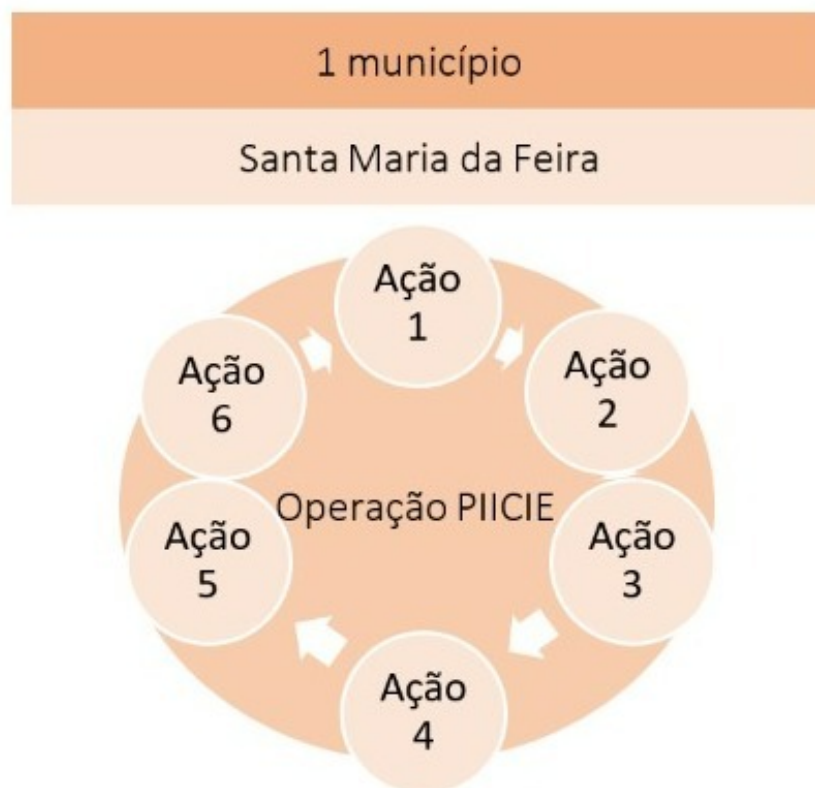 1 município
Santa Maria da Feira
Ação
1
Ação
2
Ação
3
Ação
4
Ação
5
Ação
6
Operação PIICIE